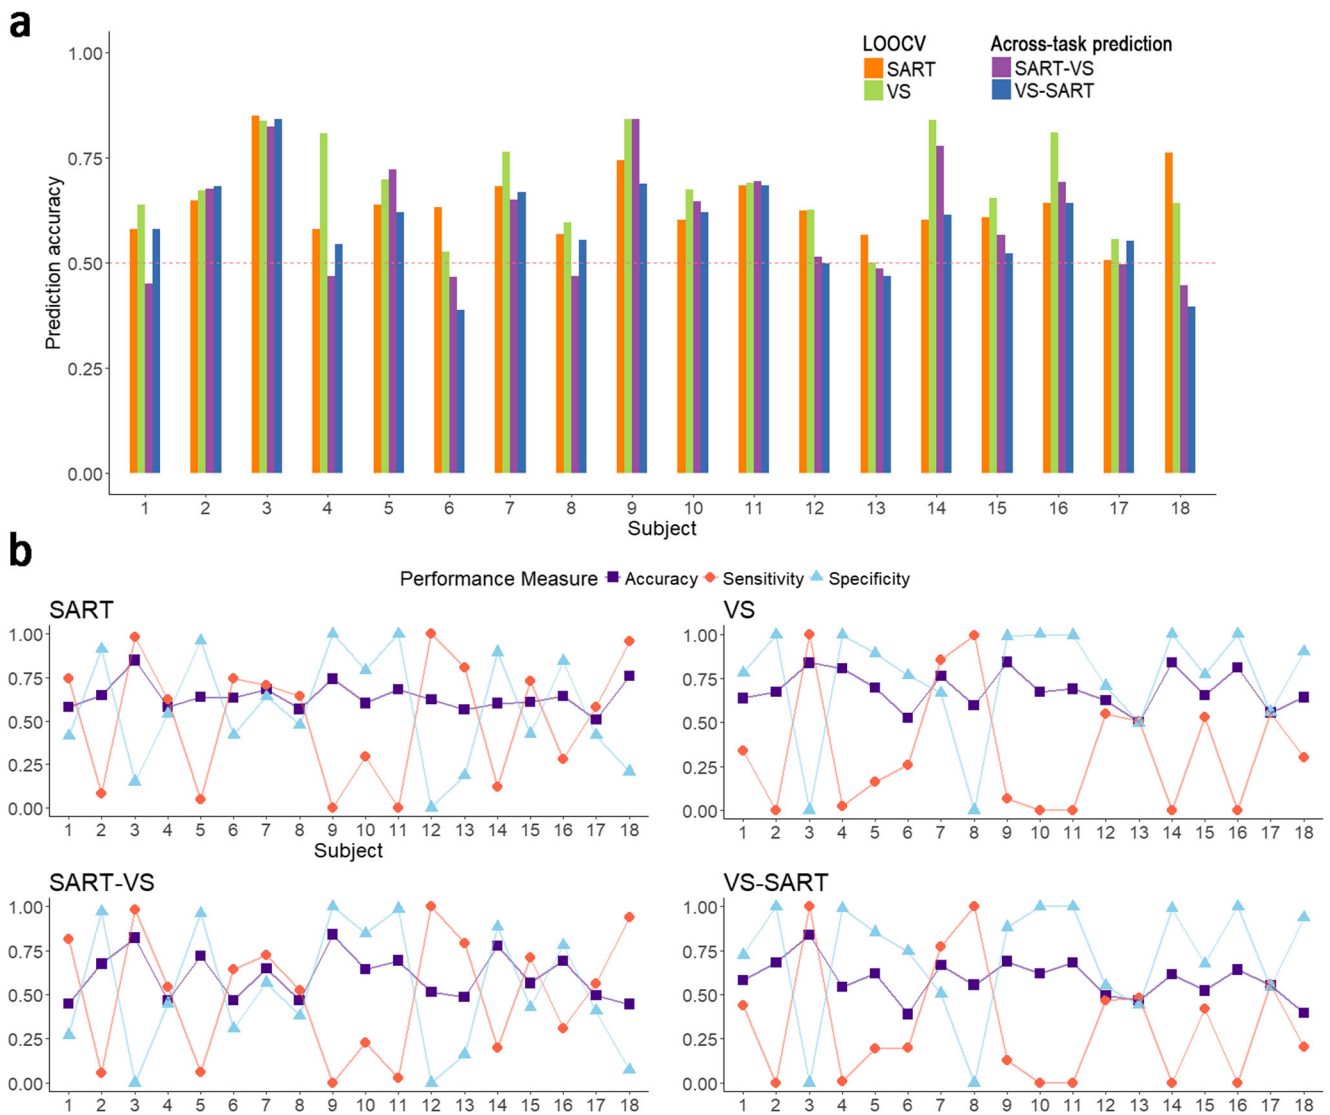 a
LOOCV Across-task prediction
SART SART-VS
VS VS-SART
Prediction accuracy
1.00
0.75
0.50
0.25
0.00
1 2 3 4 5 6 7 8 9 10 11 12 13 14 15 16 17 18
Subject
b
Performance Measure Accuracy Sensitivity Specificity
SART
1.00
0.75
0.50
0.25
0.00
1 2 3 4 5 6 7 8 9 10 11 12 13 14 15 16 17 18
Subject
VS
1.00
0.75
0.50
0.25
0.00
1 2 3 4 5 6 7 8 9 10 11 12 13 14 15 16 17 18
SART-VS
1.00
0.75
0.50
0.25
0.00
1 2 3 4 5 6 7 8 9 10 11 12 13 14 15 16 17 18
VS-SART
1.00
0.75
0.50
0.25
0.00
1 2 3 4 5 6 7 8 9 10 11 12 13 14 15 16 17 18